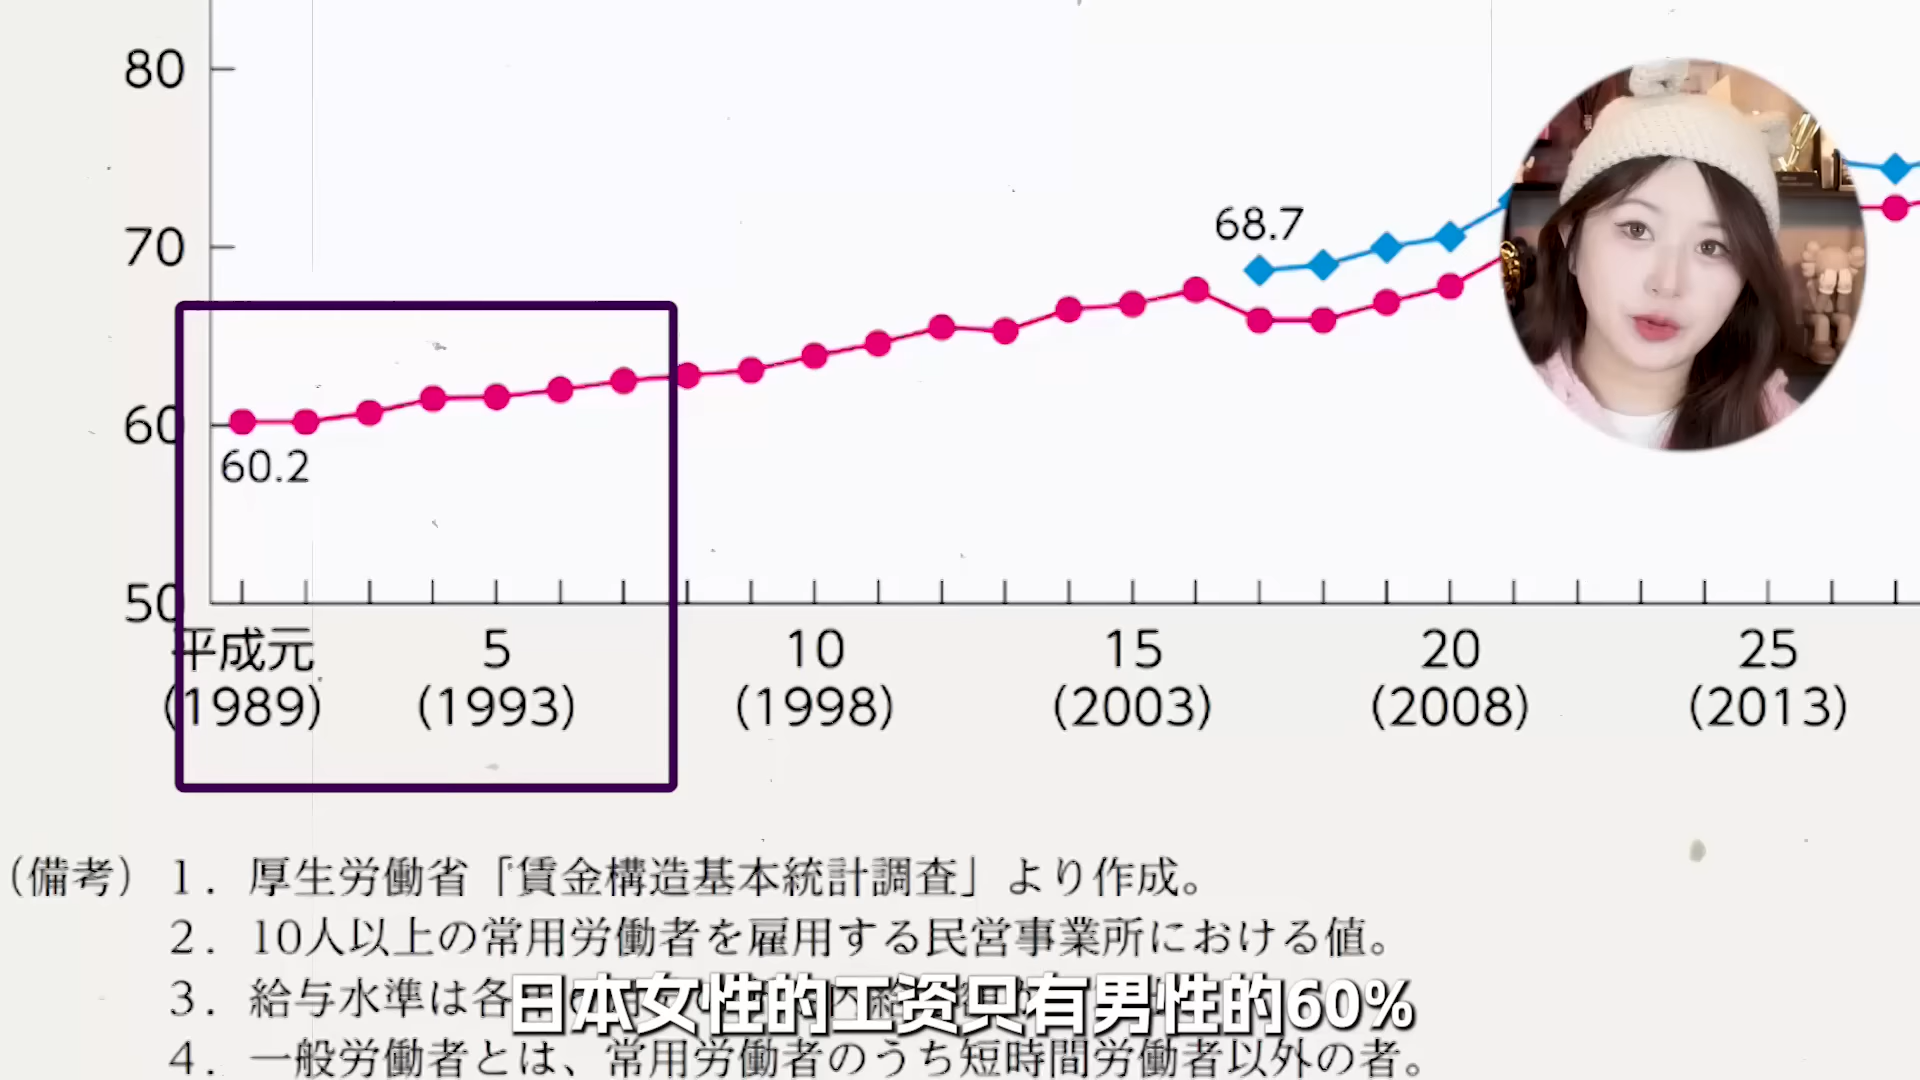 80
70
60
50
68.7
60.2
平成元 5 10 15 20 25
(1989) (1993) (1998) (2003) (2008) (2013)
（備考）1．厚生労働省「賃金構造基本統計調査」より作成。
2．10人以上の常用労働者を雇用する民営事業所における値。
3．給与水準は各
日本女性的工资只有男性的60%
4．一般労働者とは、常用労働者のうち短時間労働者以外の者。